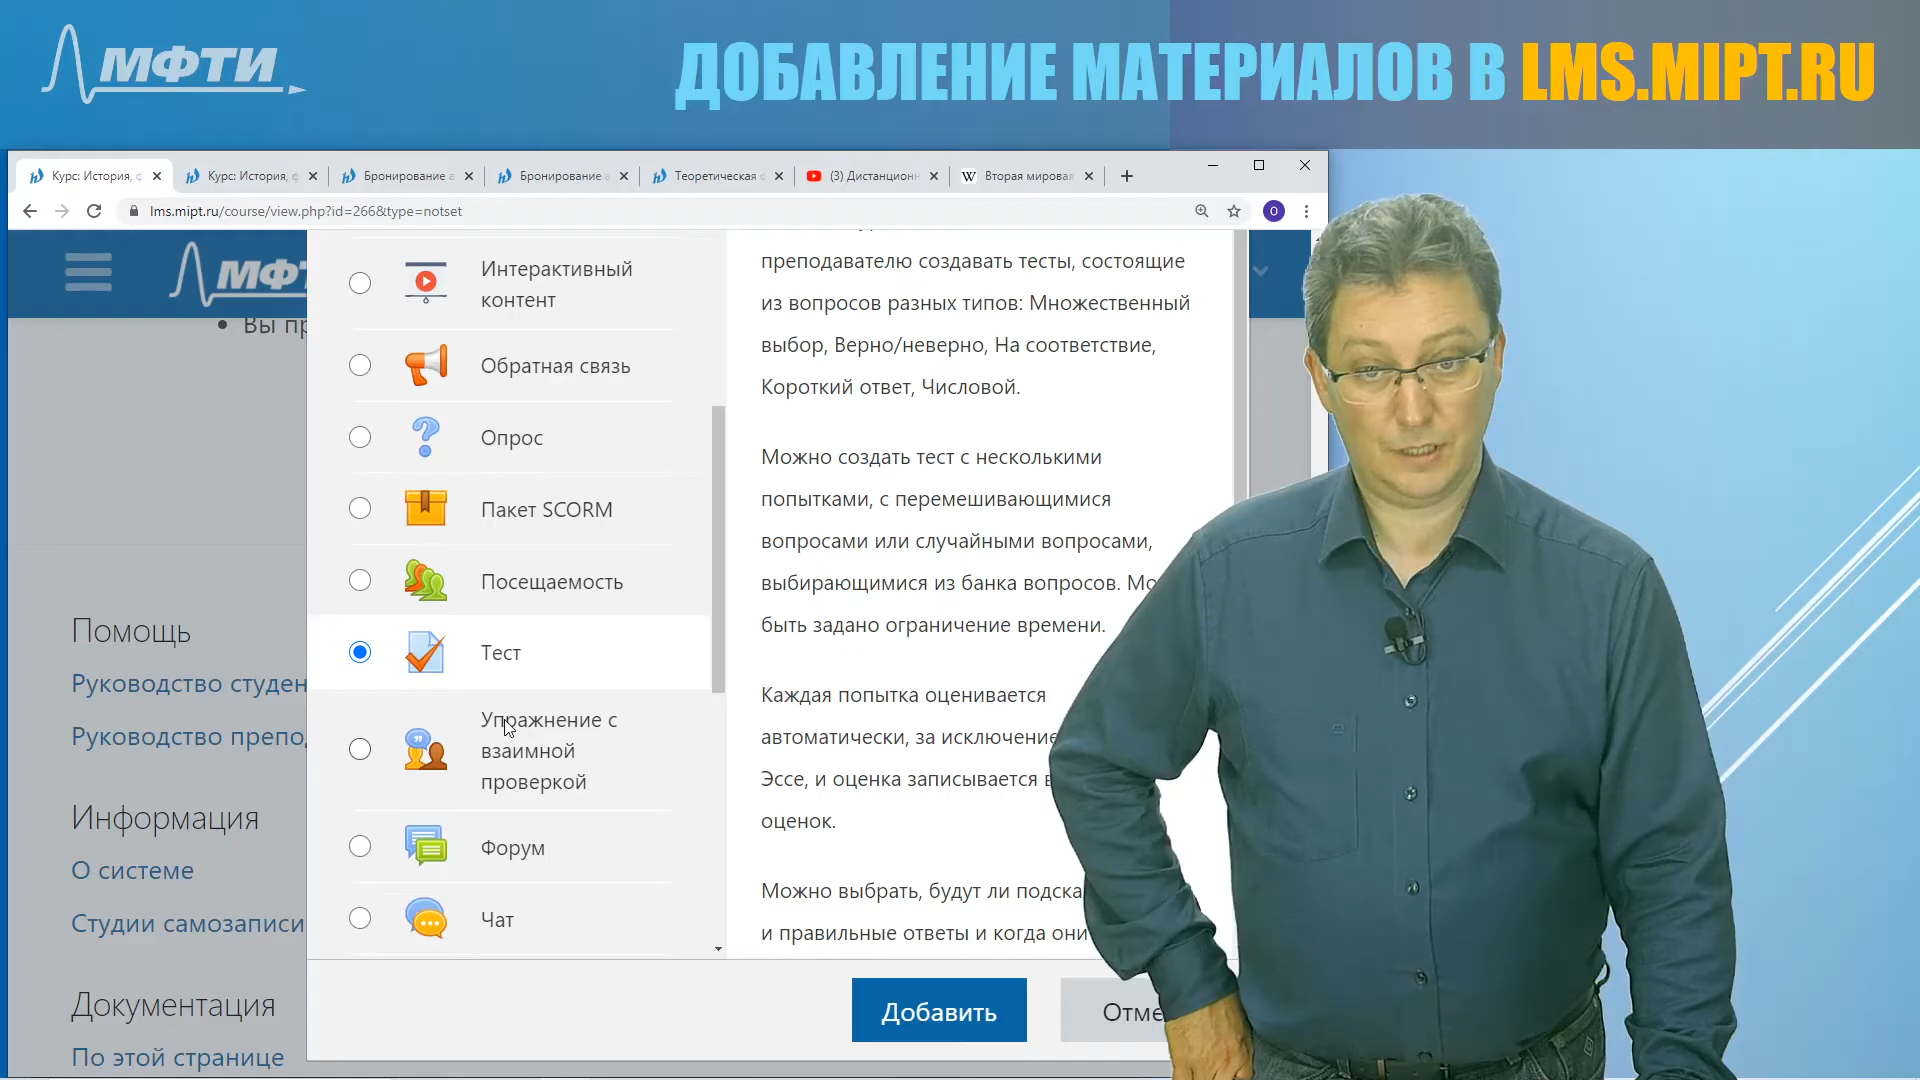 МФТИ
ДОБАВЛЕНИЕ МАТЕРИАЛОВ В LMS.MIPT.RU
Курс: История,
Курс: История,
Бронирование
Бронирование
Теоретическая
(3) Дистанцион
Вторая мировая
lms.mipt.ru/course/view.php?id=266&type=notset
О
Вы пр
Интерактивный
контент
Обратная связь
Опрос
Пакет SCORM
Посещаемость
Тест
Упражнение с
взаимной
проверкой
Форум
Чат
преподавателю создавать тесты, состоящие
из вопросов разных типов: Множественный
выбор, Верно/неверно, На соответствие,
Короткий ответ, Числовой.
Можно создать тест с несколькими
попытками, с перемешивающимися
вопросами или случайными вопросами,
выбирающимися из банка вопросов. Мо
быть задано ограничение времени.
Каждая попытка оценивается
автоматически, за исключение
Эссе, и оценка записывается в
оценок.
Можно выбрать, будут ли подска
и правильные ответы и когда они
Добавить
Отме
Помощь
Руководство студен
Руководство препод
Информация
О системе
Студии самозаписи
Документация
По этой странице